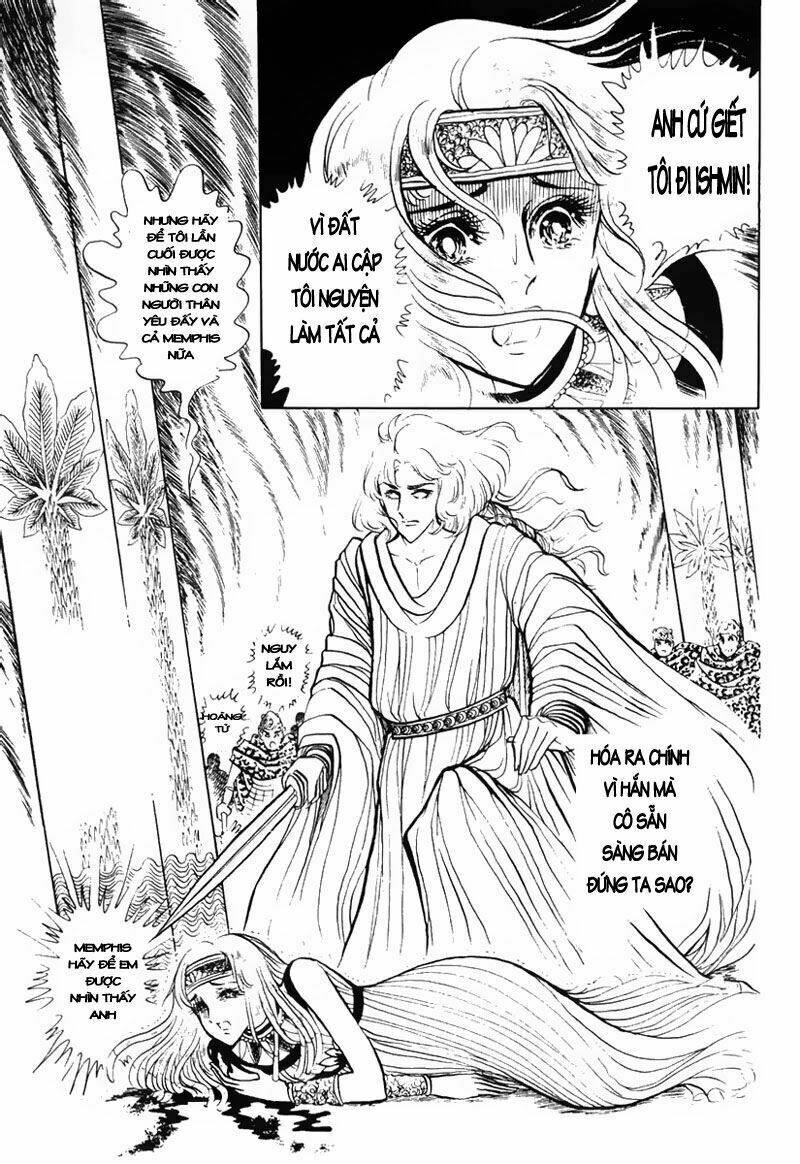 ANH CỨ GIẾT
TÔI ĐI ISHMIN!
VÌ ĐẤT
NƯỚC AI CẬP
TÔI NGUYỆN
LÀM TẤT CẢ
NHƯNG HÃY
ĐỂ TÔI LẦN
CUỐI ĐƯỢC
NHÌN THẤY
NHỮNG CON
NGƯỜI THÂN
YÊU ĐẤY VÀ
CẢ MEMPHIS
NỮA
NGUY
LẮM
RỒI!
HOÀNG
TỬ
HÓA RA CHÍNH
VÌ HẮN MÀ
CÔ SẴN
SÀNG BÁN
ĐỨNG TA SAO?
MEMPHIS
HÃY ĐỂ EM
ĐƯỢC
NHÌN THẤY
ANH